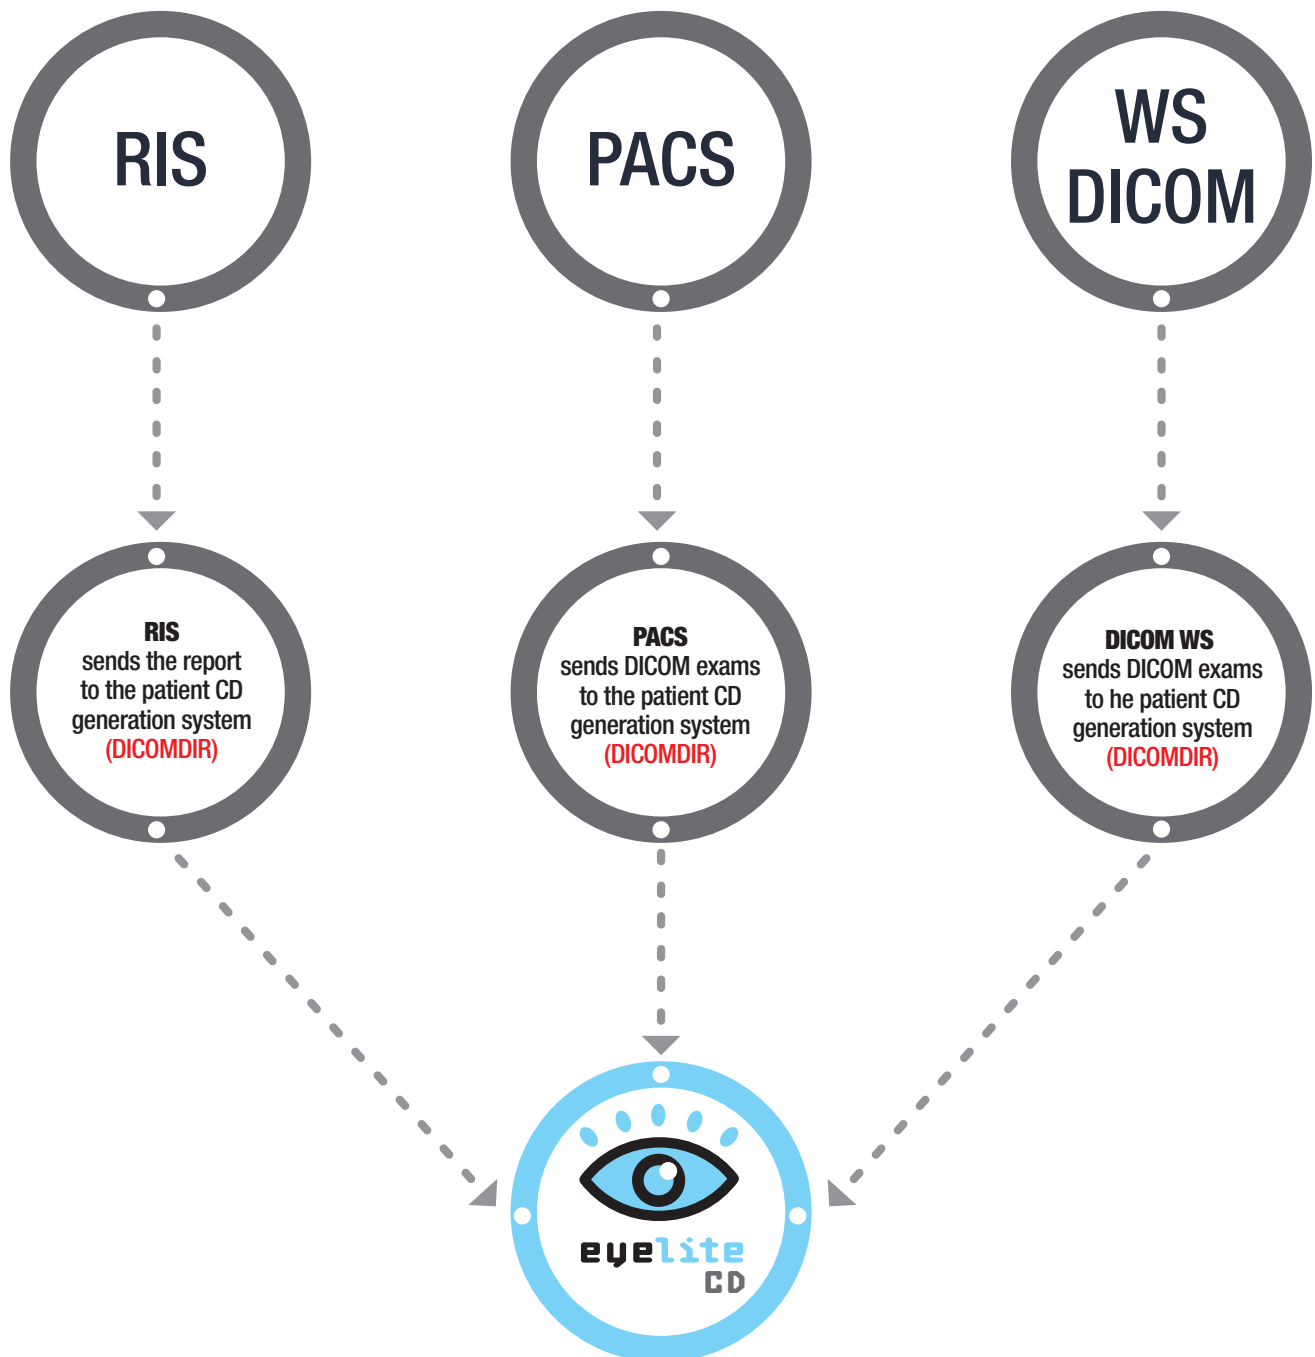 RIS
PACS
WS
DICOM
RIS
sends the report
to the patient CD
generation system
(DICOMDIR)
PACS
sends DICOM exams
to the patient CD
generation system
(DICOMDIR)
DICOM WS
sends DICOM exams
to he patient CD
generation system
(DICOMDIR)
eyelite
CD